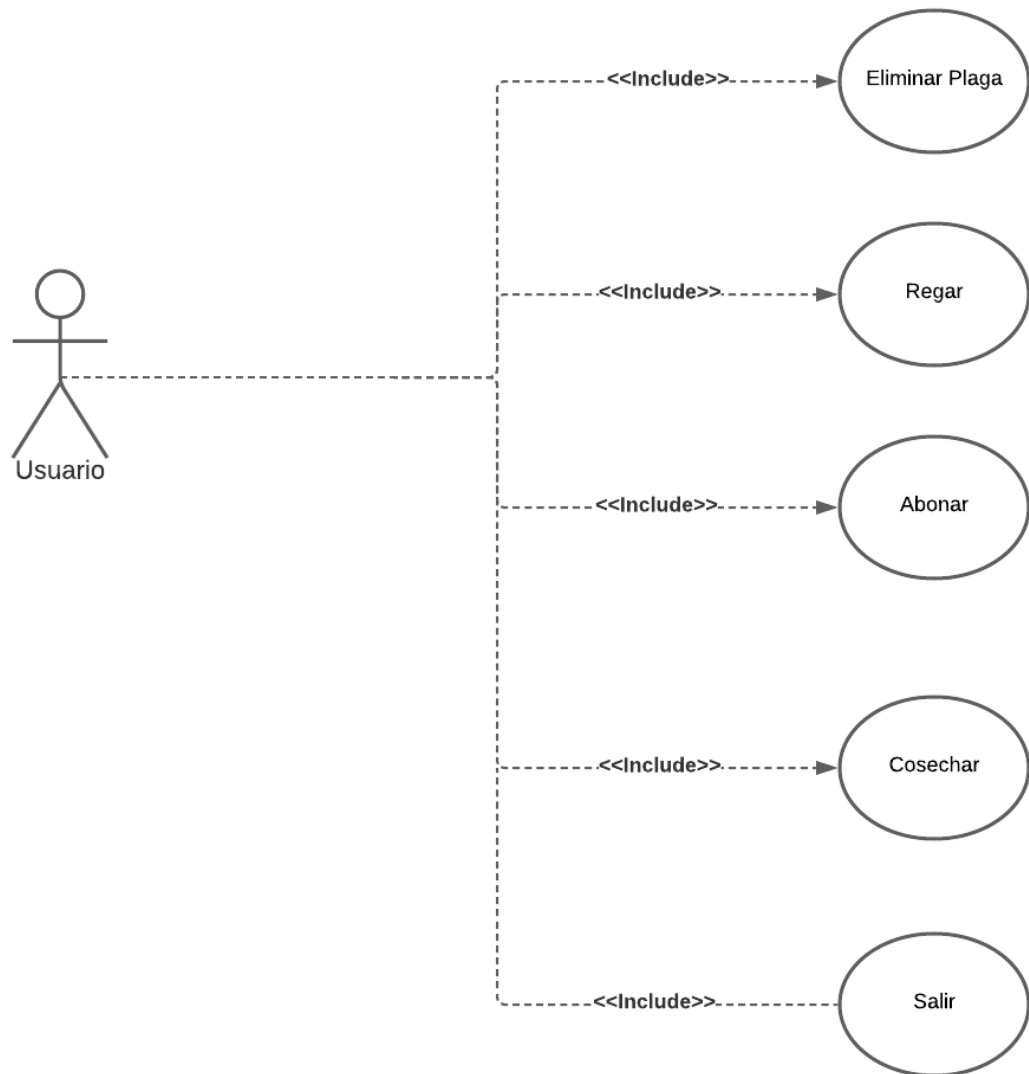 <<Include>>
Eliminar Plaga
<<Include>>
Regar
Usuario
<<Include>>
Abonar
<<Include>>
Cosechar
<<Include>>
Salir